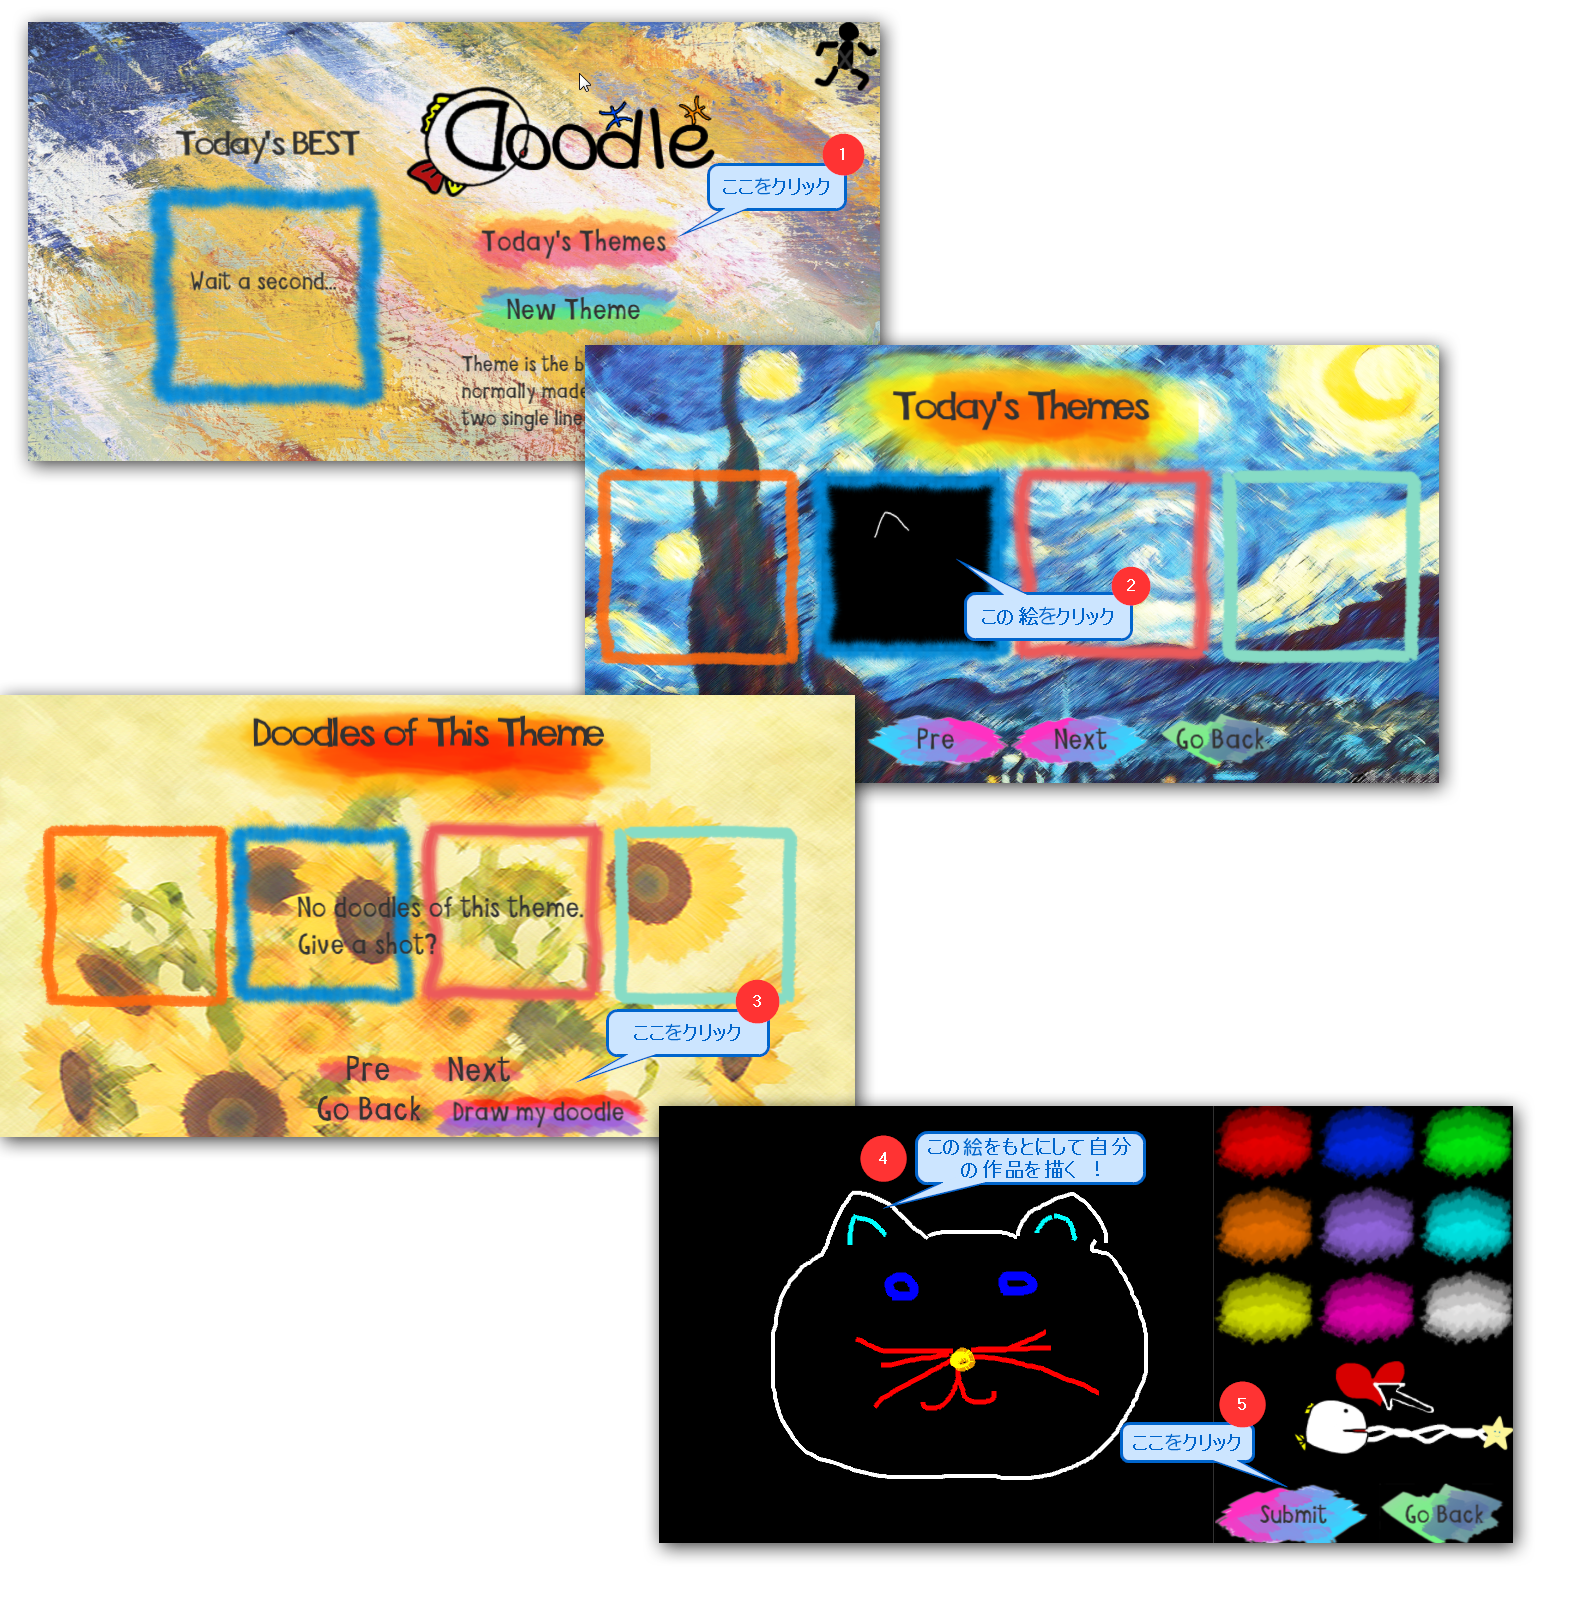 Today's BEST
Doodle
1
ここをクリック
Today's Themes
Wait a second...
New Theme
Theme is the b
normally made
two single line
Today's Themes
2
この絵をクリック
Pre
Next
Go Back
Doodles of This Theme
No doodles of this theme.
Give a shot?
3
ここをクリック
Pre
Next
Go Back
Draw my doodle
4
この絵をもとにして自分
の作品を描く！
5
ここをクリック
Submit
Go Back